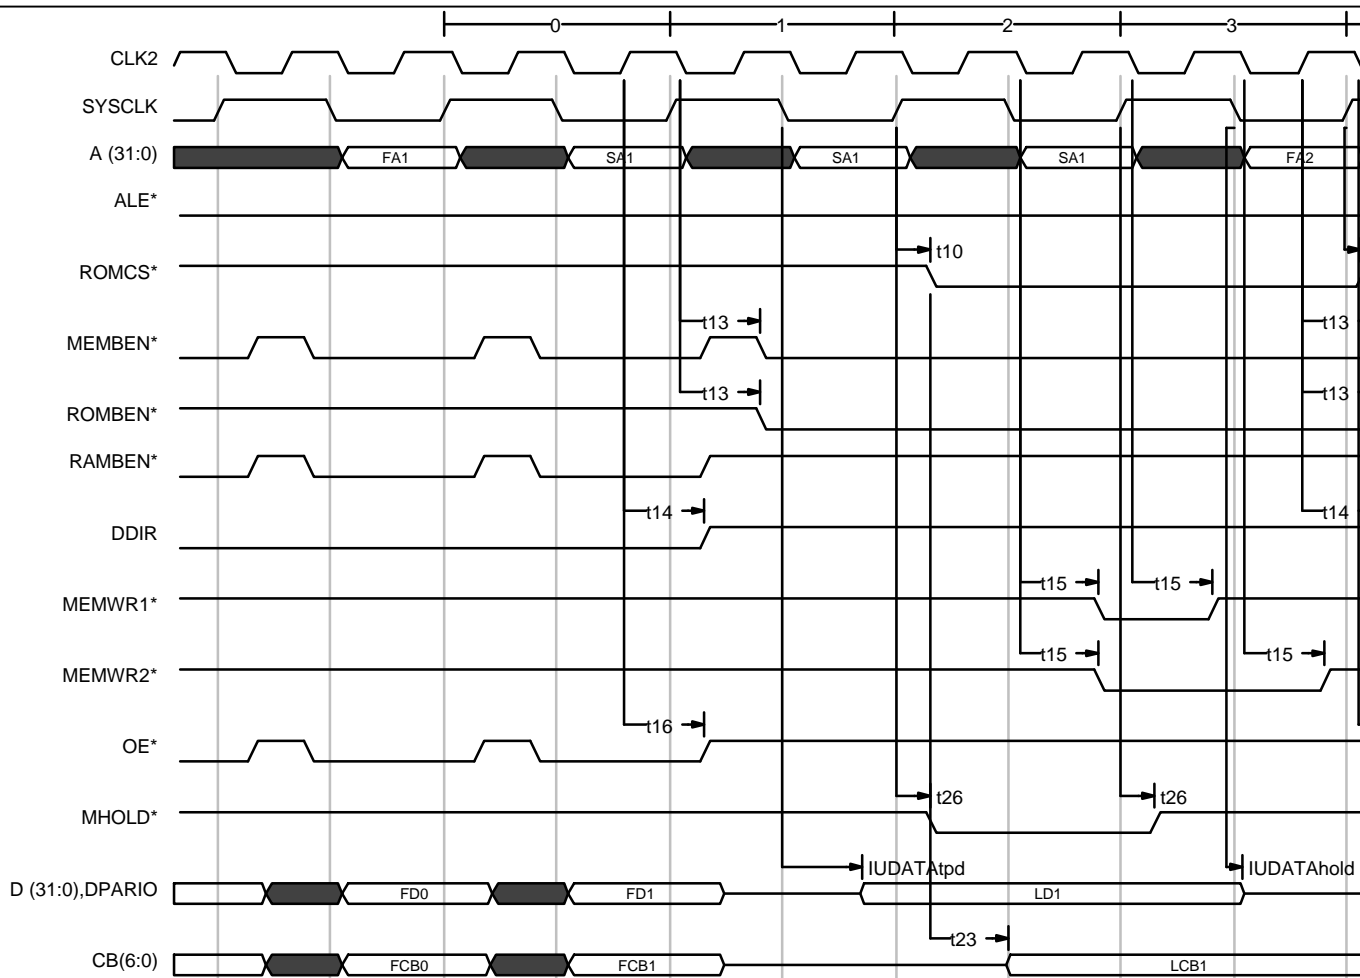 0 1 2 3
CLK2
SYSCLK
A (31:0) FA1 SA1 SA1 SA1 FA2
ALE*
t10
ROMCS*
t13 t13
MEMBEN*
t13 t13
ROMBEN*
RAMBEN*
t14 t14
DDIR
t15 t15
MEMWR1*
t15 t15
MEMWR2*
t16
OE*
t26 t26
MHOLD*
IUDATAtpd IUDATAhold
D (31:0),DPARIO FD0 FD1 LD1
t23
CB(6:0) FCB0 FCB1 LCB1